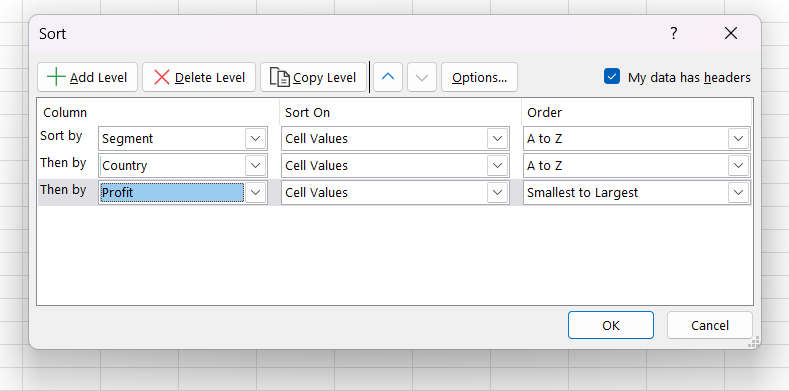 Sort ?
Add Level Delete Level Copy Level Options... My data has headers
Column Sort On Order
Sort by Segment Cell Values A to Z
Then by Country Cell Values A to Z
Then by Profit Cell Values Smallest to Largest
OK Cancel